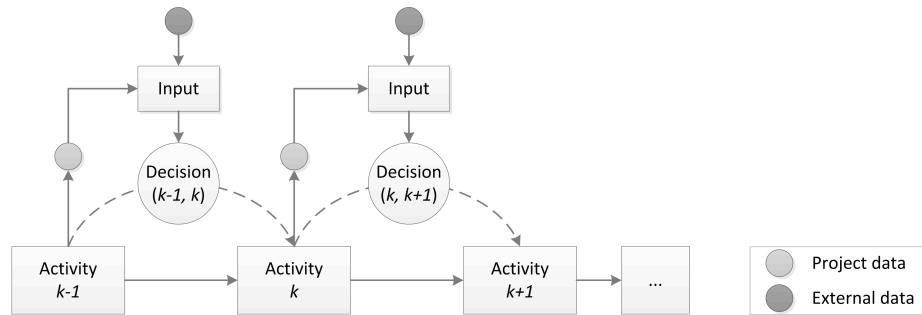 Input
Input
Decision
(k-1, k)
Decision
(k, k+1)
Activity
k-1
Activity
k
Activity
k+1
...
Project data
External data